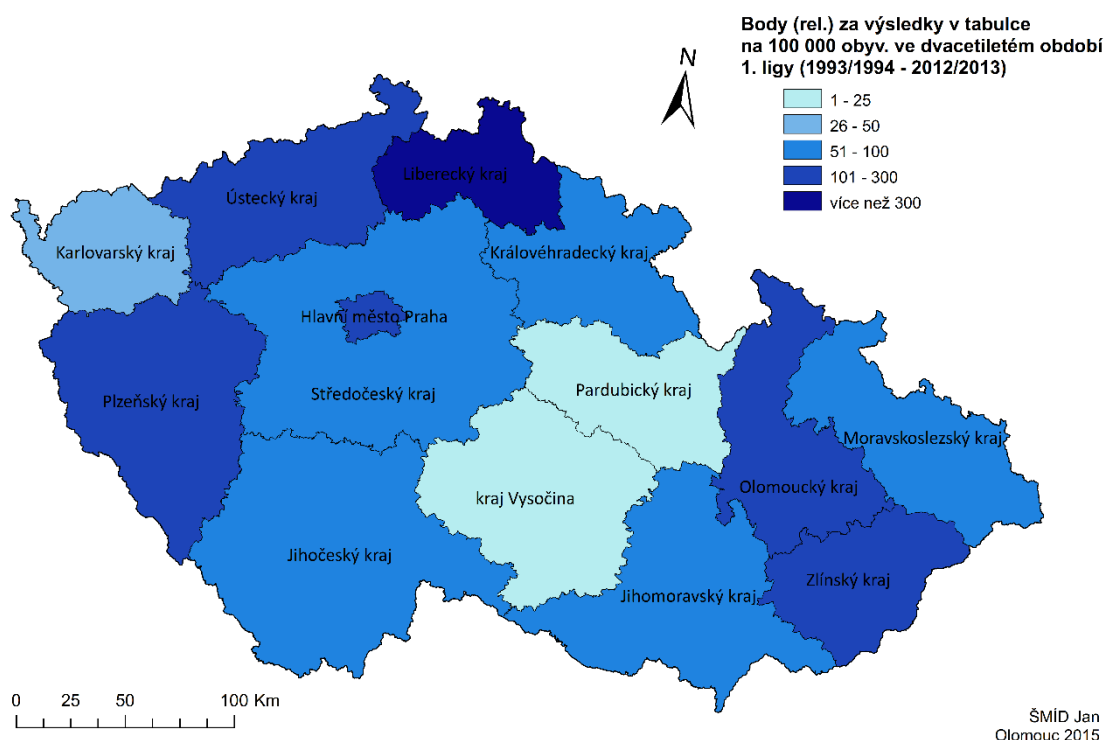 Body (rel.) za výsledky v tabulce
na 100 000 obyv. ve dvacetiletém období
1. ligy (1993/1994 - 2012/2013)
N
1 - 25
26 - 50
51 - 100
101 - 300
více než 300
Liberecký kraj
Ústecký kraj
Karlovarský kraj
Královéhradecký kraj
Hlavní město Praha
Plzeňský kraj
Středočeský kraj
Pardubický kraj
Moravskoslezský kraj
Olomoucký kraj
kraj Vysočina
Jihočeský kraj
Zlínský kraj
Jihomoravský kraj
0 25 50 100 Km
ŠMÍD Jan
Olomouc 2015